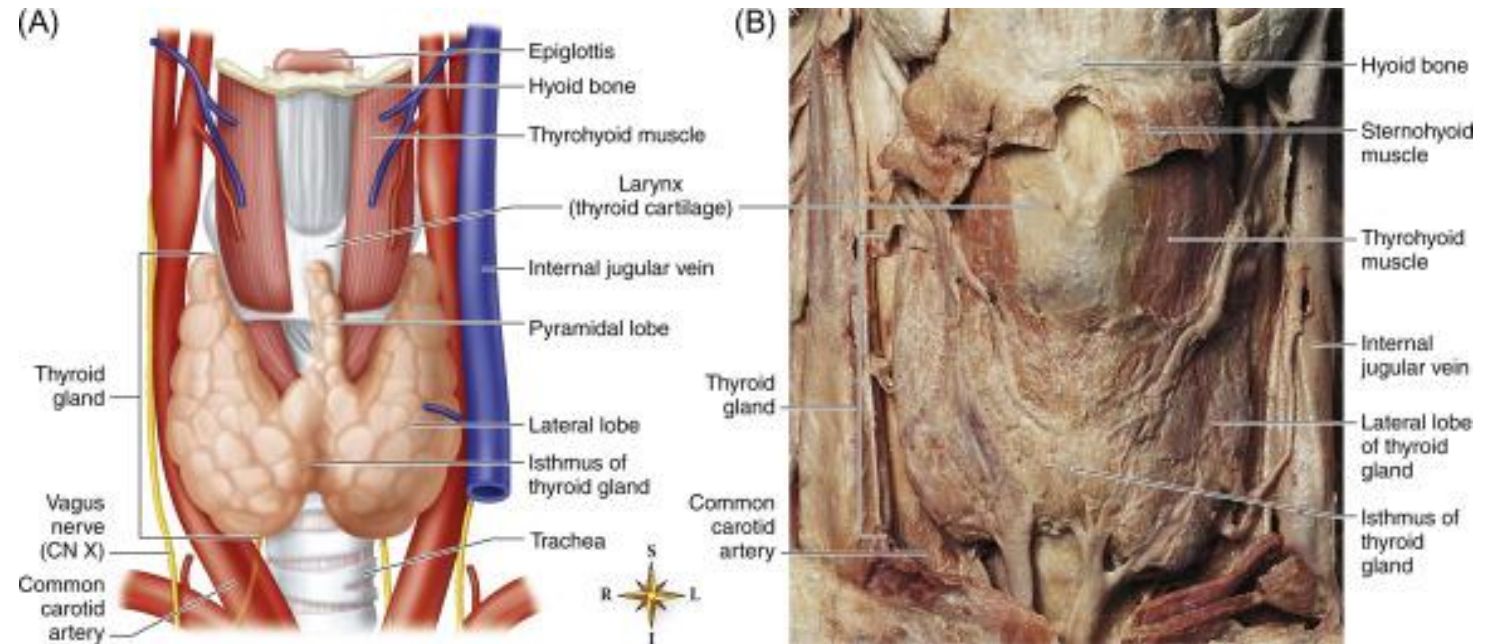 (A)
Epiglottis
Hyoid bone
Thyrohyoid muscle
Larynx
(thyroid cartilage)
Internal jugular vein
Pyramidal lobe
Thyroid
gland
Lateral lobe
Isthmus of
thyroid gland
Vagus
nerve
(CN X)
Trachea
Common
carotid
artery
S
R
L
I
(B)
Hyoid bone
Sternohyoid
muscle
Thyrohyoid
muscle
Internal
jugular vein
Thyroid
gland
Lateral lobe
of thyroid
gland
Common
carotid
artery
Isthmus of
thyroid
gland